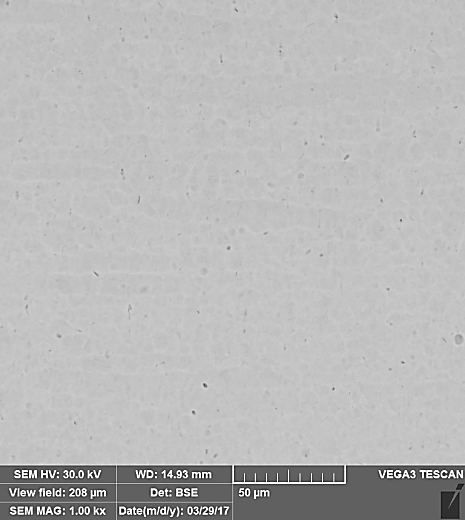 SEM HV: 30.0 kV WD: 14.93 mm VEGA3 TESCAN
View field: 208 µm Det: BSE 50 µm
SEM MAG: 1.00 kx Date(m/d/y): 03/29/17